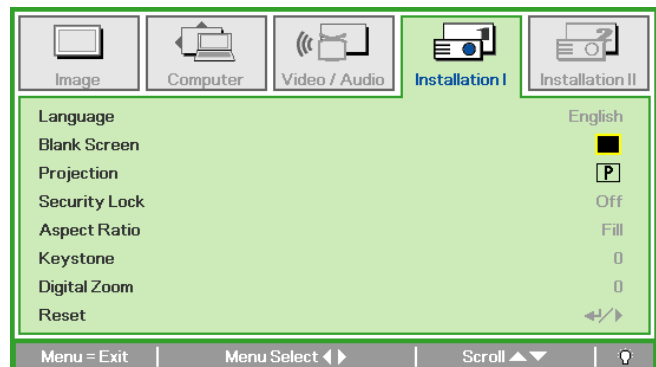 Image Computer Video / Audio Installation I Installation II
Language English
Blank Screen
Projection P
Security Lock Off
Aspect Ratio Fill
Keystone 0
Digital Zoom 0
Reset
Menu = Exit Menu Select Scroll